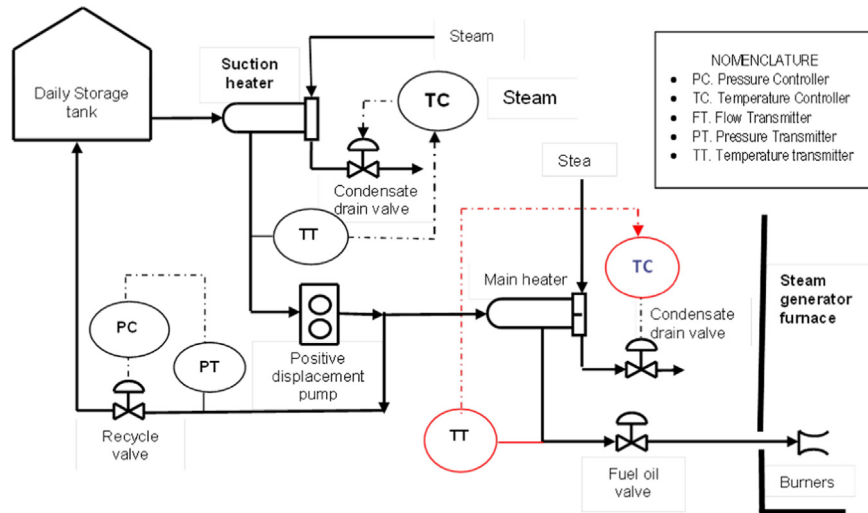 Daily Storage
tank
Suction
heater
Steam
TC
Steam
Condensate
drain valve
TT
NOMENCLATURE
• PC. Pressure Controller
• TC. Temperature Controller
• FT. Flow Transmitter
• PT. Pressure Transmitter
• TT. Temperature transmitter
Stea
Main heater
TC
Condensate
drain valve
Steam
generator
furnace
PC
PT
Positive
displacement
pump
Recycle
valve
TT
Fuel oil
valve
Burners